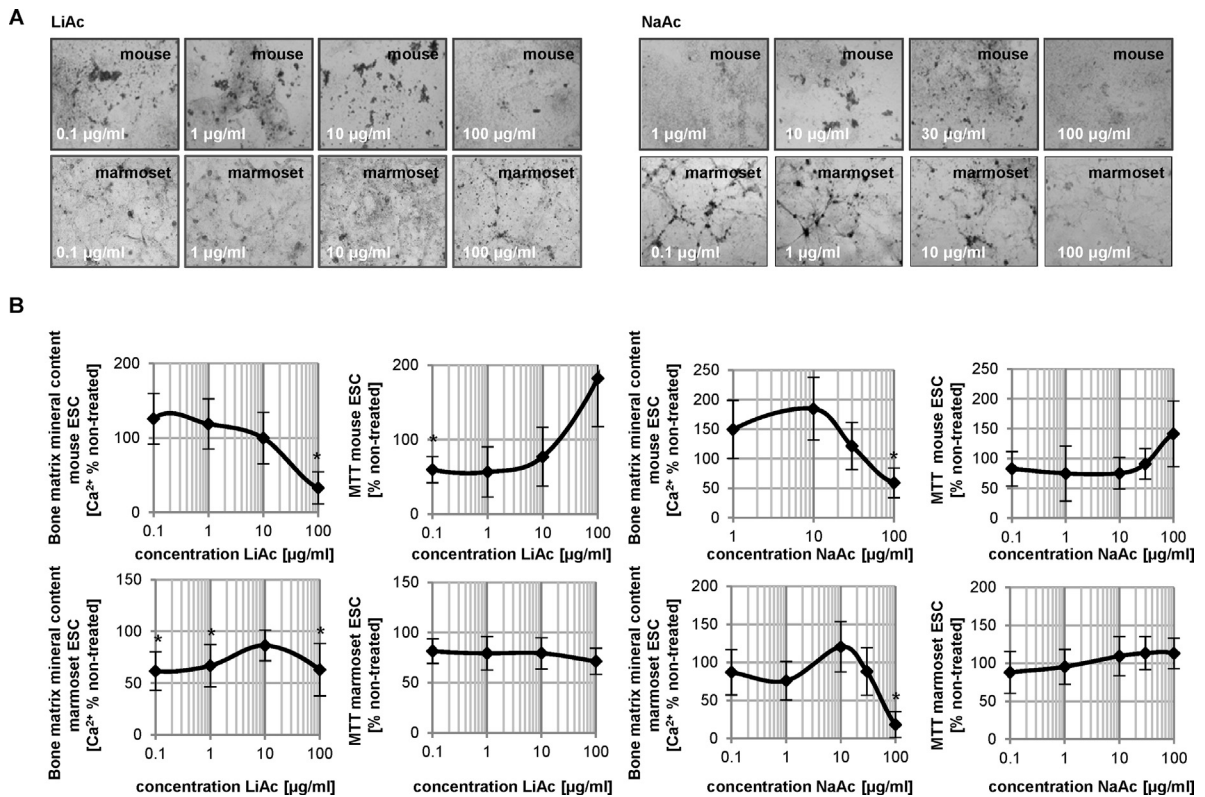 A
LiAc
NaAc
mouse
mouse
mouse
mouse
mouse
mouse
mouse
mouse
0.1 µg/ml
1 µg/ml
10 µg/ml
100 µg/ml
1 µg/ml
10 µg/ml
30 µg/ml
100 µg/ml
marmoset
marmoset
marmoset
marmoset
marmoset
marmoset
marmoset
marmoset
0.1 µg/ml
1 µg/ml
10 µg/ml
100 µg/ml
0.1 µg/ml
1 µg/ml
10 µg/ml
100 µg/ml
B
Bone matrix mineral content
mouse ESC
[Ca²⁺ % non-treated]
200
100
0
*
0.1 1 10 100
concentration LiAc [µg/ml]
MTT mouse ESC
[% non-treated]
200
100
0
*
0.1 1 10 100
concentration LiAc [µg/ml]
Bone matrix mineral content
mouse ESC
[Ca²⁺ % non-treated]
250
200
150
100
50
0
*
1 10 100
concentration NaAc [µg/ml]
MTT mouse ESC
[% non-treated]
250
200
150
100
50
0
0.1 1 10 100
concentration NaAc [µg/ml]
Bone matrix mineral content
marmoset ESC
[Ca²⁺ % non-treated]
150
100
50
0
* * *
0.1 1 10 100
concentration LiAc [µg/ml]
MTT marmoset ESC
[% non-treated]
150
100
50
0
0.1 1 10 100
concentration LiAc [µg/ml]
Bone matrix mineral content
marmoset ESC
[Ca²⁺ % non-treated]
200
150
100
50
0
*
0.1 1 10 100
concentration NaAc [µg/ml]
MTT marmoset ESC
[% non-treated]
200
150
100
50
0
0.1 1 10 100
concentration NaAc [µg/ml]